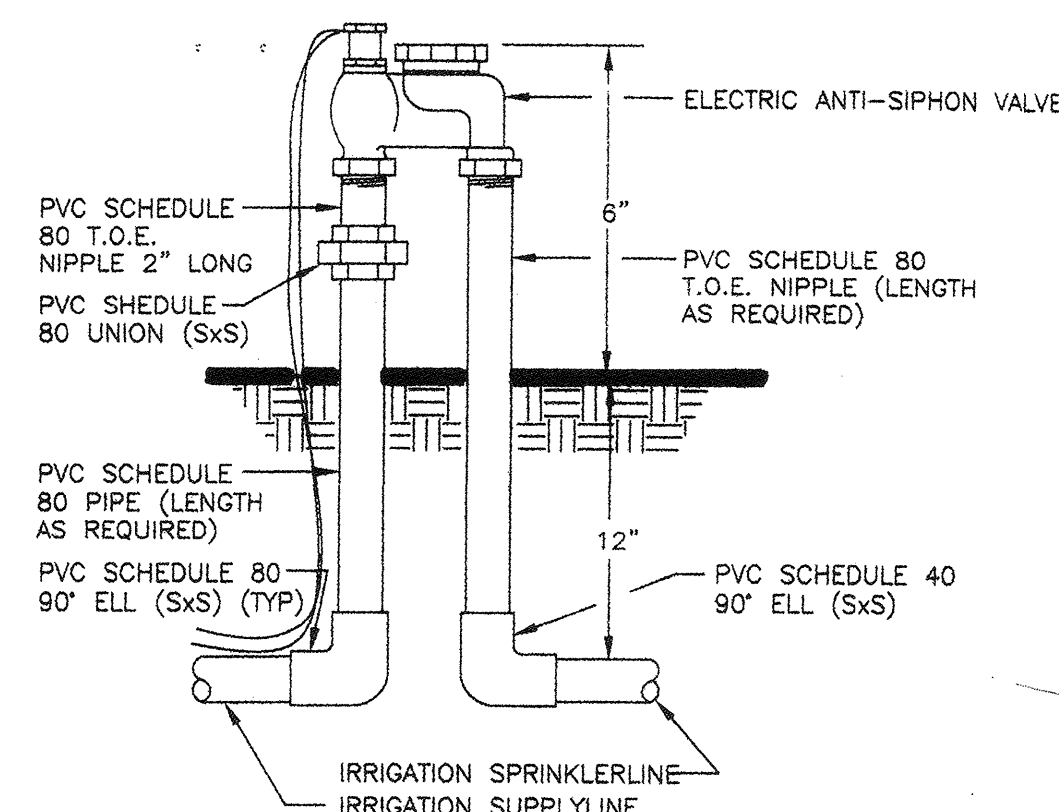 ELECTRIC ANTI-SIPHON VALVE
PVC SCHEDULE
80 T.O.E.
NIPPLE 2" LONG
6"
PVC SCHEDULE 80
T.O.E. NIPPLE (LENGTH
AS REQUIRED)
PVC SHEDULE
80 UNION (SxS)
PVC SCHEDULE
80 PIPE (LENGTH
AS REQUIRED)
12"
PVC SCHEDULE 80
90° ELL (SxS) (TYP)
PVC SCHEDULE 40
90° ELL (SxS)
IRRIGATION SPRINKLERLINE
IRRIGATION SUPPLYLINE